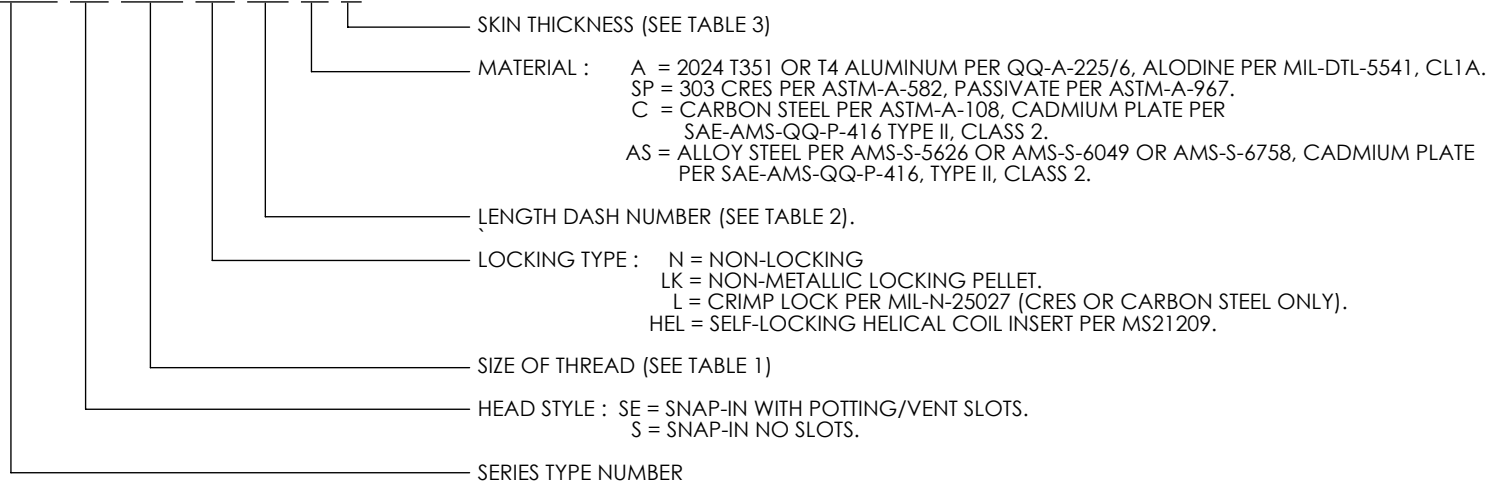 SKIN THICKNESS (SEE TABLE 3)
MATERIAL : A = 2024 T351 OR T4 ALUMINUM PER QQ-A-225/6, ALODINE PER MIL-DTL-5541, CL1A.
SP = 303 CRES PER ASTM-A-582, PASSIVATE PER ASTM-A-967.
C = CARBON STEEL PER ASTM-A-108, CADMIUM PLATE PER
SAE-AMS-QQ-P-416 TYPE II, CLASS 2.
AS = ALLOY STEEL PER AMS-S-5626 OR AMS-S-6049 OR AMS-S-6758, CADMIUM PLATE
PER SAE-AMS-QQ-P-416, TYPE II, CLASS 2.
LENGTH DASH NUMBER (SEE TABLE 2).
`
LOCKING TYPE : N = NON-LOCKING
LK = NON-METALLIC LOCKING PELLET.
L = CRIMP LOCK PER MIL-N-25027 (CRES OR CARBON STEEL ONLY).
HEL = SELF-LOCKING HELICAL COIL INSERT PER MS21209.
SIZE OF THREAD (SEE TABLE 1)
HEAD STYLE : SE = SNAP-IN WITH POTTING/VENT SLOTS.
S = SNAP-IN NO SLOTS.
SERIES TYPE NUMBER